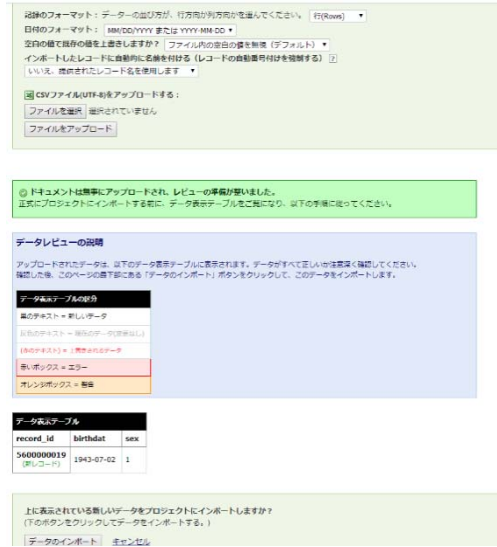 記録のフォーマット：データーの並び方が、行方向か列方向かを選んでください。 行(Rows)
日付のフォーマット： MM/DD/YYYY または YYYY-MM-DD
空白の値で既存の値を上書きしますか？ ファイル内の空白の値を無視（デフォルト）
インポートしたレコードに自動的に名前を付ける（レコードの自動番号付けを強制する） ?
いいえ、提供されたレコード名を使用します
CSVファイル(UTF-8)をアップロードする：
ファイルを選択 選択されていません
ファイルをアップロード
ドキュメントは無事にアップロードされ、レビューの準備が整いました。
正式にプロジェクトにインポートする前に、データ表示テーブルをご覧になり、以下の手順に従ってください。
データレビューの説明
アップロードされたデータは、以下のデータ表示テーブルに表示されます。データがすべて正しいか注意深く確認してください。
確認した後、このページの最下部にある「データのインポート」ボタンをクリックして、このデータをインポートします。
データ表示テーブルの区分
黒のテキスト = 新しいデータ
灰色のテキスト = 現在のデータ(変更なし)
(赤のテキスト) =
赤いボックス = エラー
オレンジボックス = 警告
データ表示テーブル
record_id birthdat sex
5600000019 1943-07-02 1
(新レコード)
上に表示されている新しいデータをプロジェクトにインポートしますか？
(下のボタンをクリックしてデータをインポートする。)
データのインポート キャンセル